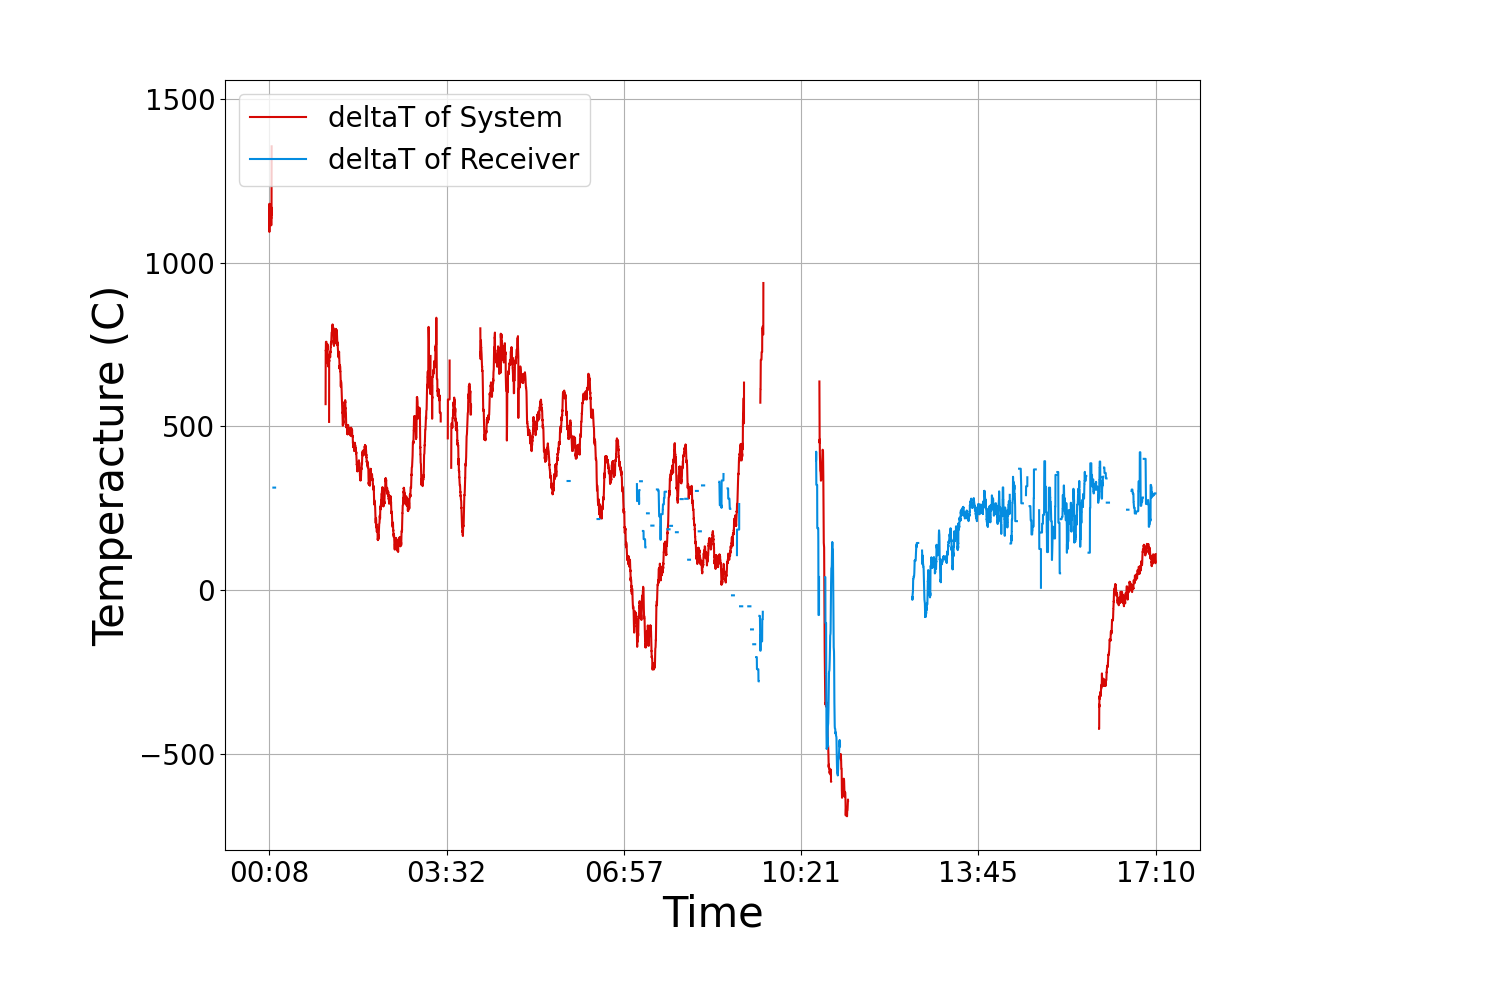 deltaT of System
deltaT of Receiver
1500
1000
500
0
−500
Temperacture (C)
00:08 03:32 06:57 10:21 13:45 17:10
Time